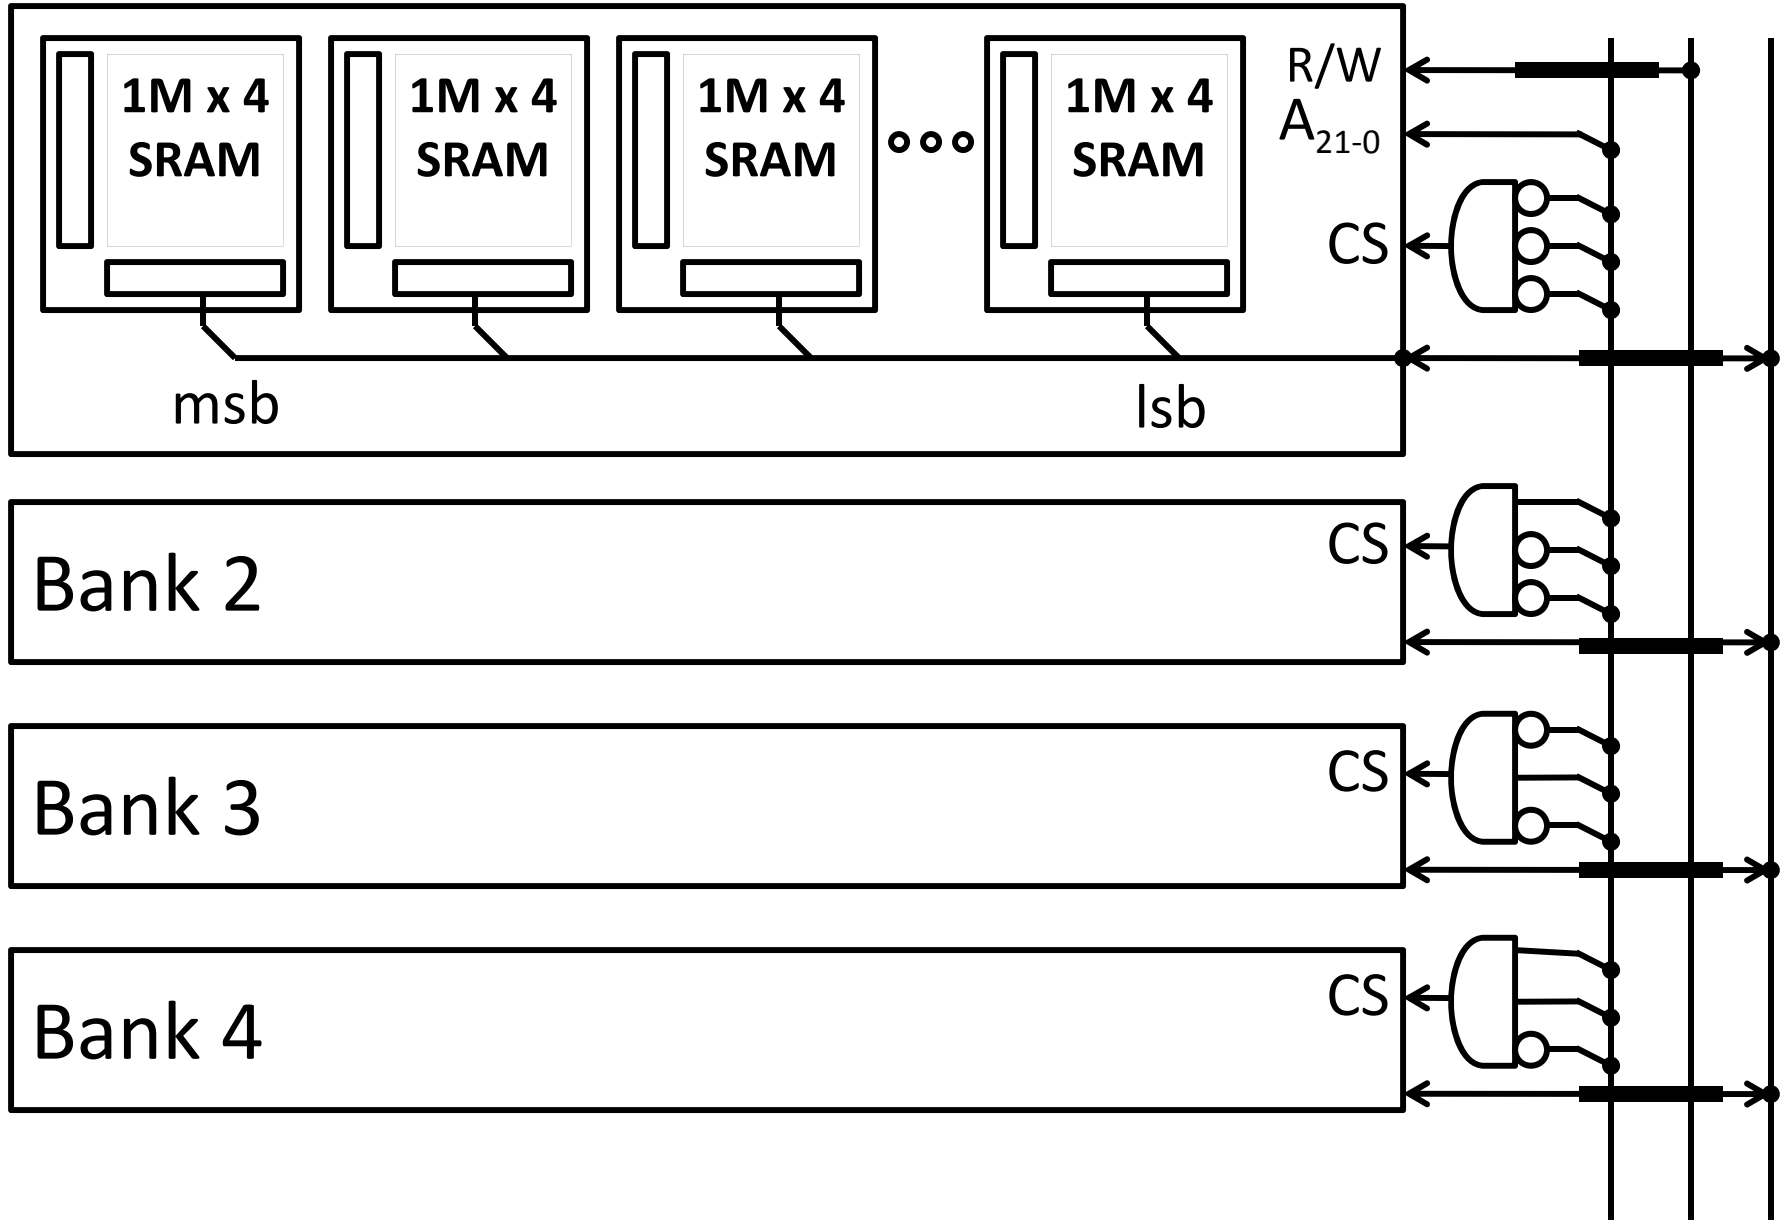 1M x 4
SRAM
1M x 4
SRAM
1M x 4
SRAM
1M x 4
SRAM
R/W
A21-0
CS
msb
lsb
Bank 2
CS
Bank 3
CS
Bank 4
CS